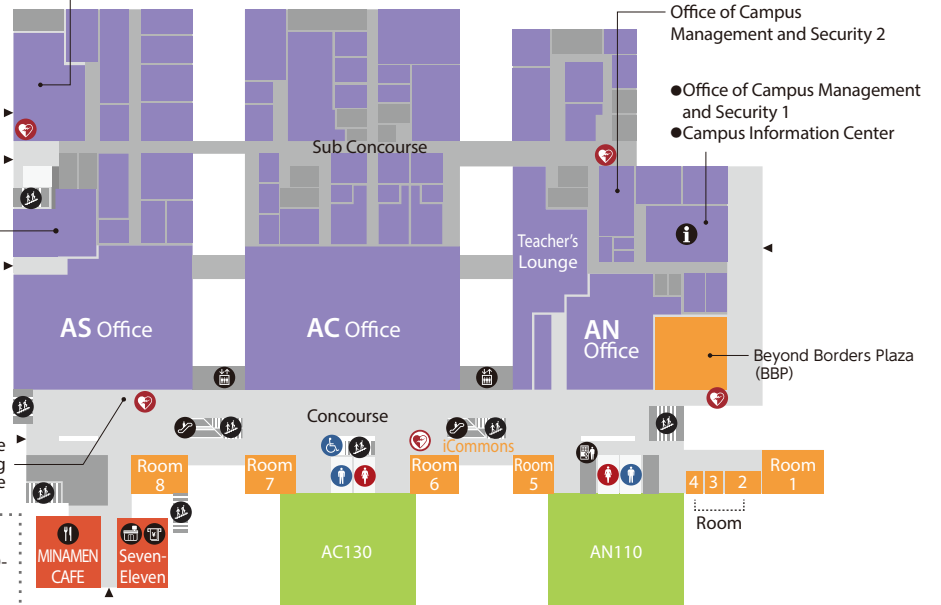 Office of Campus
Management and Security 2
●Office of Campus Management
and Security 1
●Campus Information Center
Sub Concourse
Teacher's
Lounge
AS Office
AC Office
AN
Office
Beyond Borders Plaza
(BBP)
Concourse
iCommons
Room
8
Room
7
Room
6
Room
5
4
3
2
Room
1
Room
MINAMEN
CAFE
Seven-
Eleven
AC130
AN110